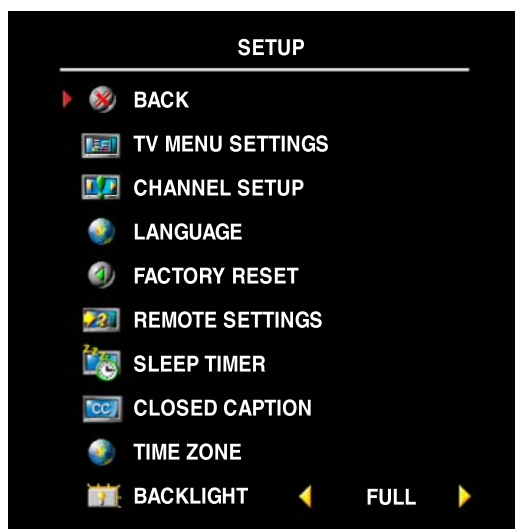 SETUP
BACK
TV MENU SETTINGS
CHANNEL SETUP
LANGUAGE
FACTORY RESET
REMOTE SETTINGS
SLEEP TIMER
CC CLOSED CAPTION
TIME ZONE
BACKLIGHT FULL